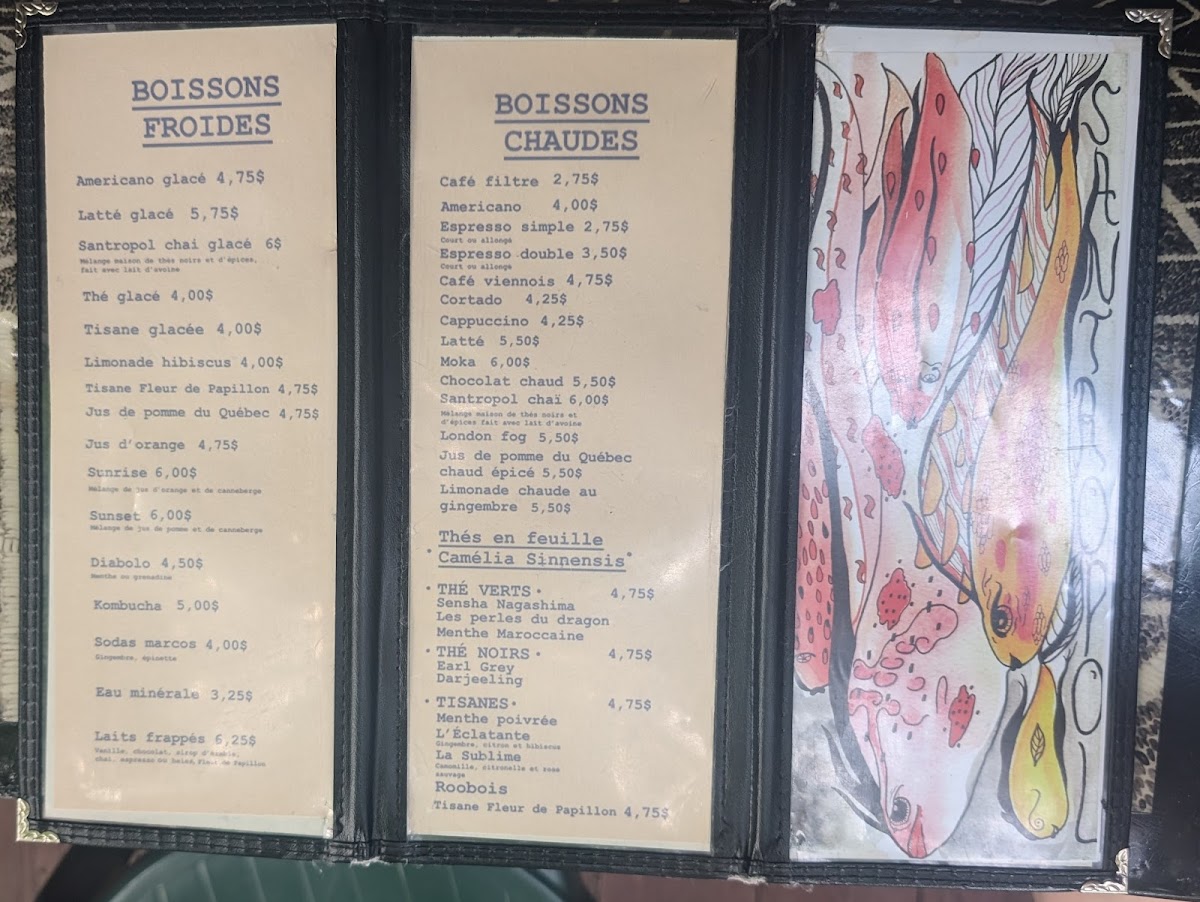 BOISSONS
FROIDES
Americano glacé 4,75$
Latté glacé 5,75$
Santropol chai glacé 6$
Mélange maison de thés noirs et d'épices,
fait avec lait d'avoine
Thé glacé 4,00$
Tisane glacée 4,00$
Limonade hibiscus 4,00$
Tisane Fleur de Papillon 4,75$
Jus de pomme du Québec 4,75$
Jus d'orange 4,75$
Sunrise 6,00$
Mélange de jus d'orange et de canneberge
Sunset 6,00$
Mélange de jus de pomme et de canneberge
Diabolo 4,50$
Menthe ou grenadine
Kombucha 5,00$
Sodas marcos 4,00$
Gingembre, épinette
Eau minérale 3,25$
Laits frappés 6,25$
Vanille, chocolat, sirop d'érable,
chai, espresso ou baies, Fleur de Papillon
BOISSONS
CHAUDES
Café filtre 2,75$
Americano 4,00$
Espresso simple 2,75$
Court ou allongé
Espresso double 3,50$
Court ou allongé
Café viennois 4,75$
Cortado 4,25$
Cappuccino 4,25$
Latté 5,50$
Moka 6,00$
Chocolat chaud 5,50$
Santropol chaï 6,00$
Mélange maison de thés noirs et
d'épices fait avec lait d'avoine
London fog 5,50$
Jus de pomme du Québec
chaud épicé 5,50$
Limonade chaude au
gingembre 5,50$
Thés en feuille
* Camélia Sinnensis *
• THÉ VERTS • 4,75$
Sensha Nagashima
Les perles du dragon
Menthe Maroccaine
• THÉ NOIRS • 4,75$
Earl Grey
Darjeeling
• TISANES • 4,75$
Menthe poivrée
L'Éclatante
Gingembre, citron et hibiscus
La Sublime
Camomille, citronelle et rose
sauvage
Roobois
Tisane Fleur de Papillon 4,75$
SANTROPOL